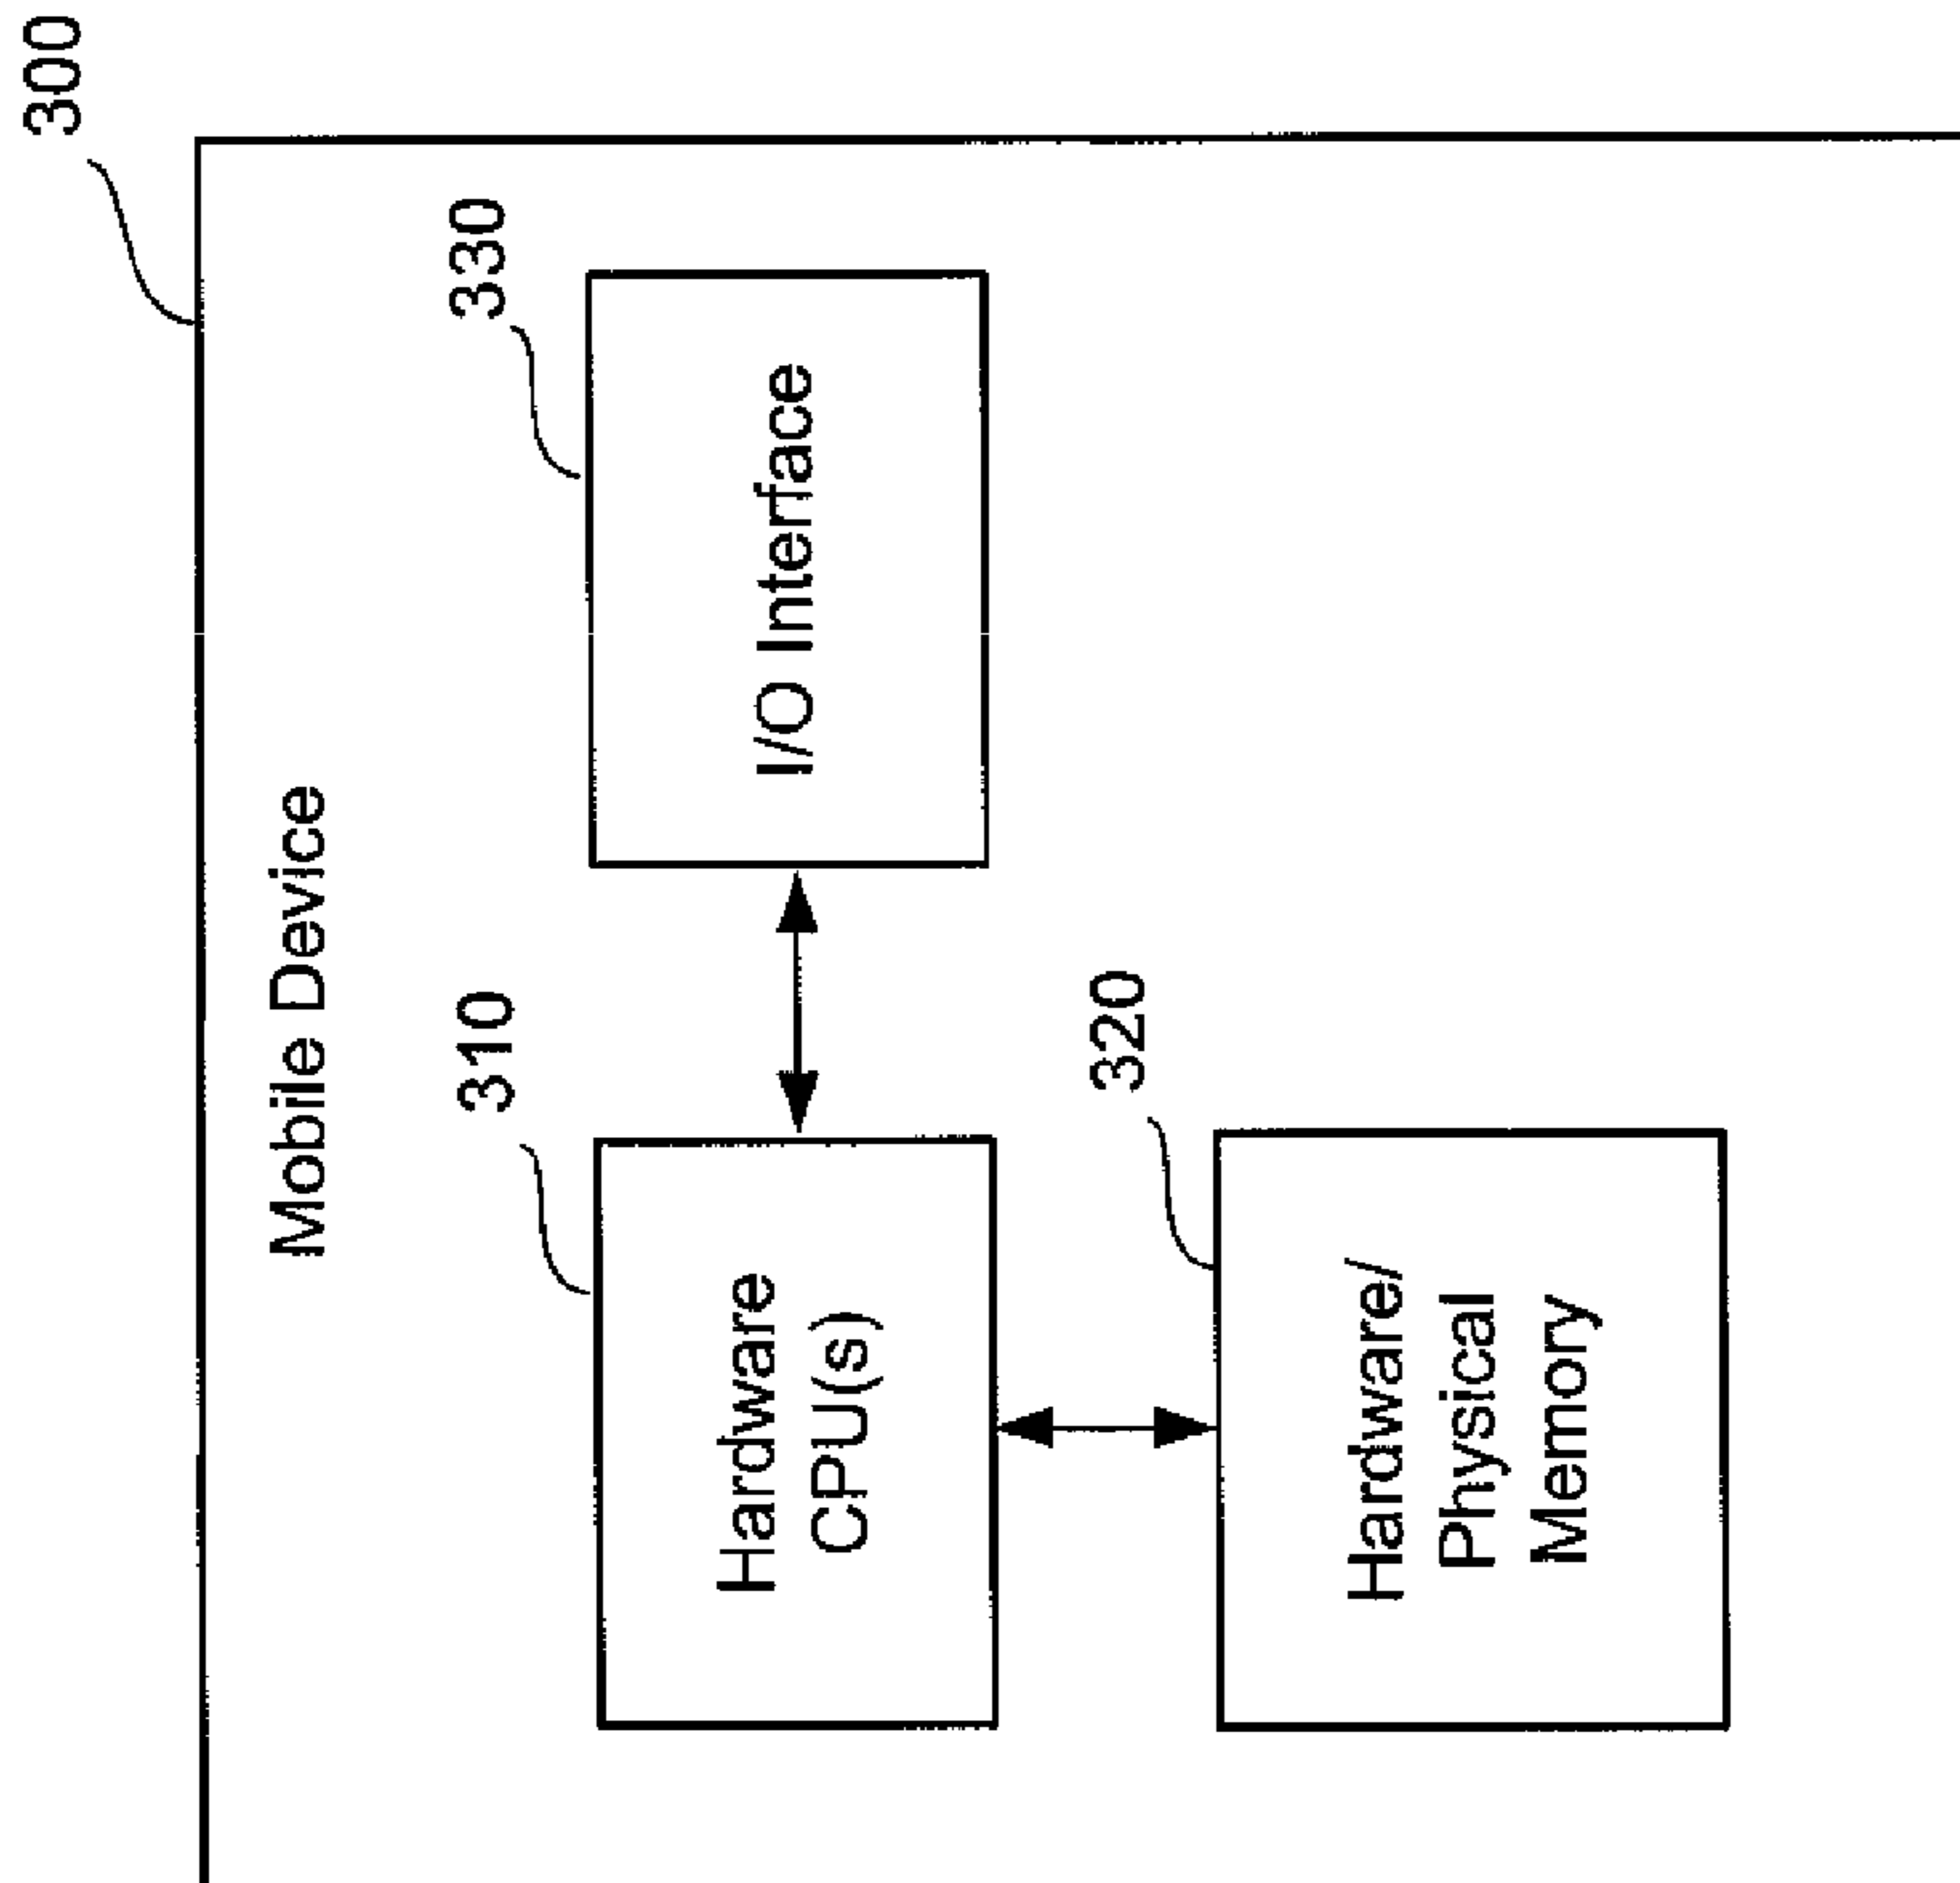 300
Mobile Device
310
330
Hardware
CPU(s)
I/O Interface
320
Hardware/
Physical
Memory